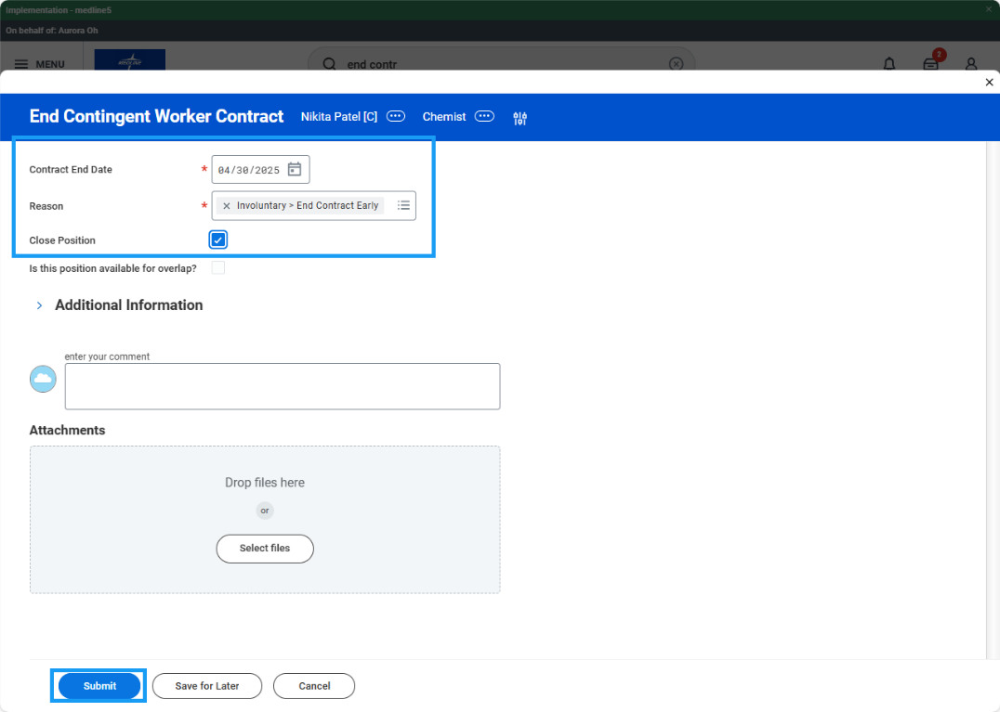 Implementation - medline5
On behalf of: Aurora Oh
MENU
MEDLINE
end contr
2
End Contingent Worker Contract
Nikita Patel [C]
Chemist
Contract End Date
* 04/30/2025
Reason
* Involuntary > End Contract Early
Close Position
Is this position available for overlap?
Additional Information
enter your comment
Attachments
Drop files here
or
Select files
Submit
Save for Later
Cancel